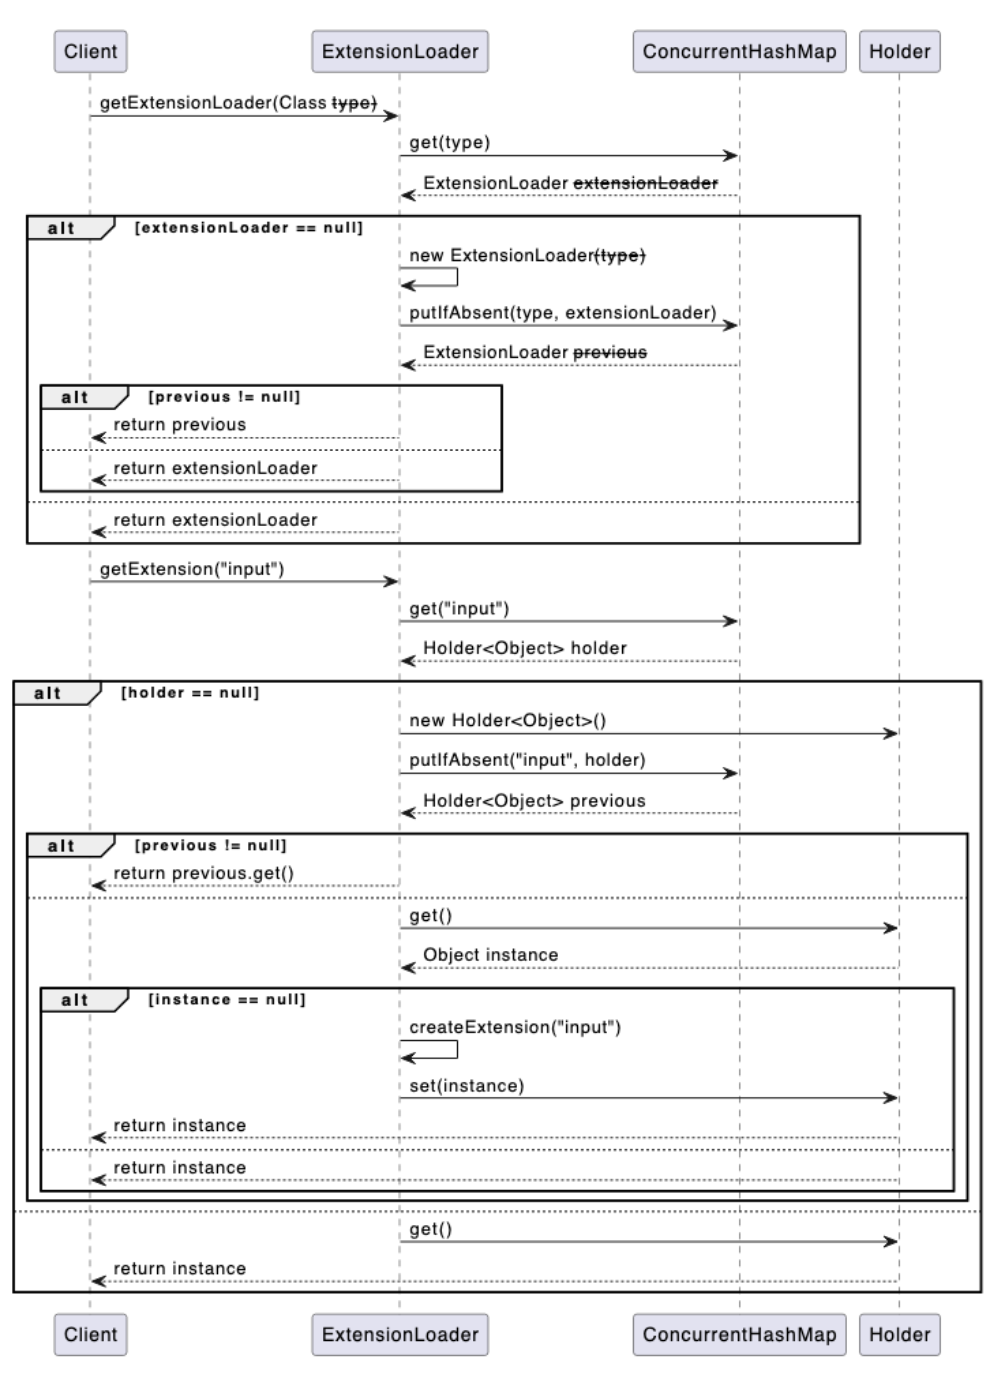 Client ExtensionLoader ConcurrentHashMap Holder
getExtensionLoader(Class type)
get(type)
ExtensionLoader extensionLoader
alt [extensionLoader == null]
new ExtensionLoader(type)
putIfAbsent(type, extensionLoader)
ExtensionLoader previous
alt [previous != null]
return previous
return extensionLoader
return extensionLoader
getExtension("input")
get("input")
Holder<Object> holder
alt [holder == null]
new Holder<Object>()
putIfAbsent("input", holder)
Holder<Object> previous
alt [previous != null]
return previous.get()
get()
Object instance
alt [instance == null]
createExtension("input")
set(instance)
return instance
return instance
get()
return instance
Client ExtensionLoader ConcurrentHashMap Holder